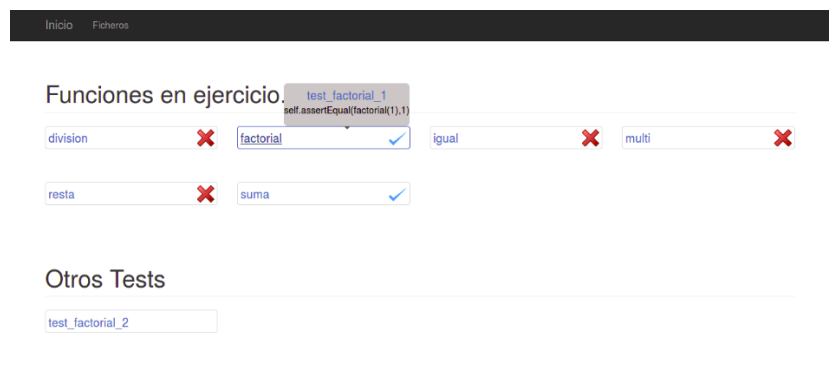 Inicio Ficheros
Funciones en ejercicio.
test_factorial_1
self.assertEqual(factorial(1),1)
division factorial igual multi
resta suma
Otros Tests
test_factorial_2